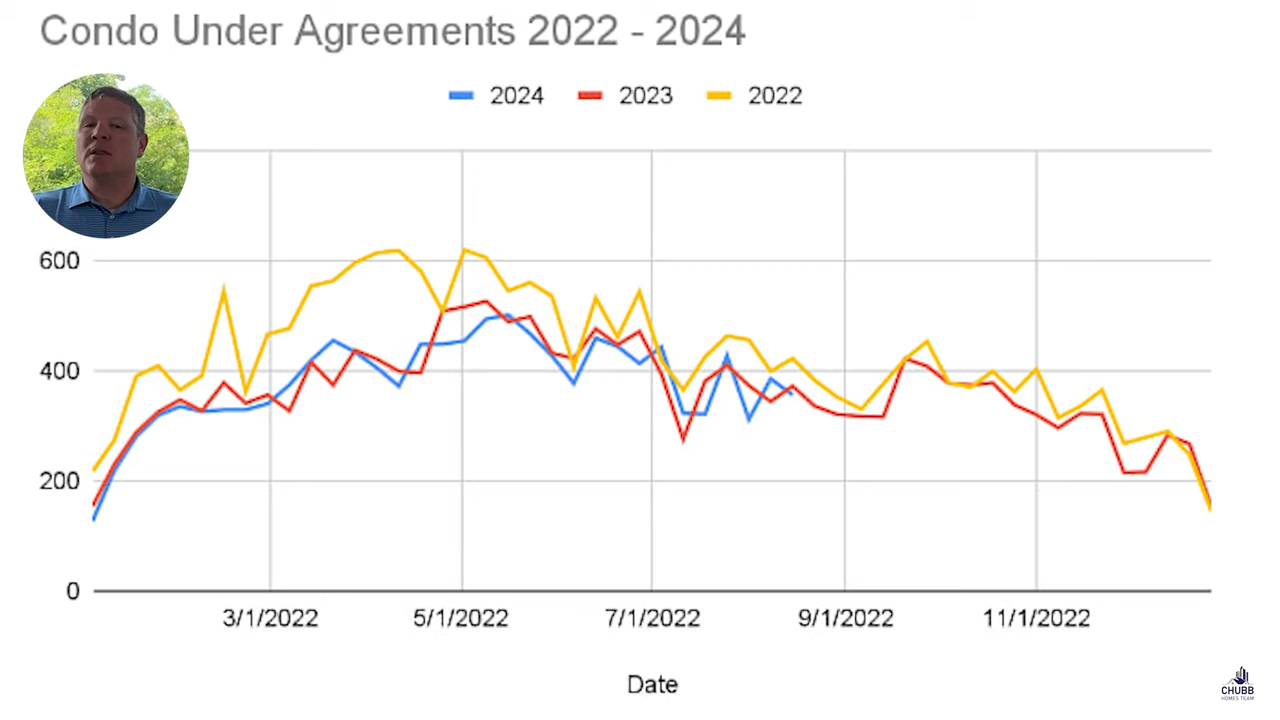 Condo Under Agreements 2022 - 2024
2024 2023 2022
600
400
200
0
3/1/2022 5/1/2022 7/1/2022 9/1/2022 11/1/2022
Date
CHUBB
HOMES TEAM